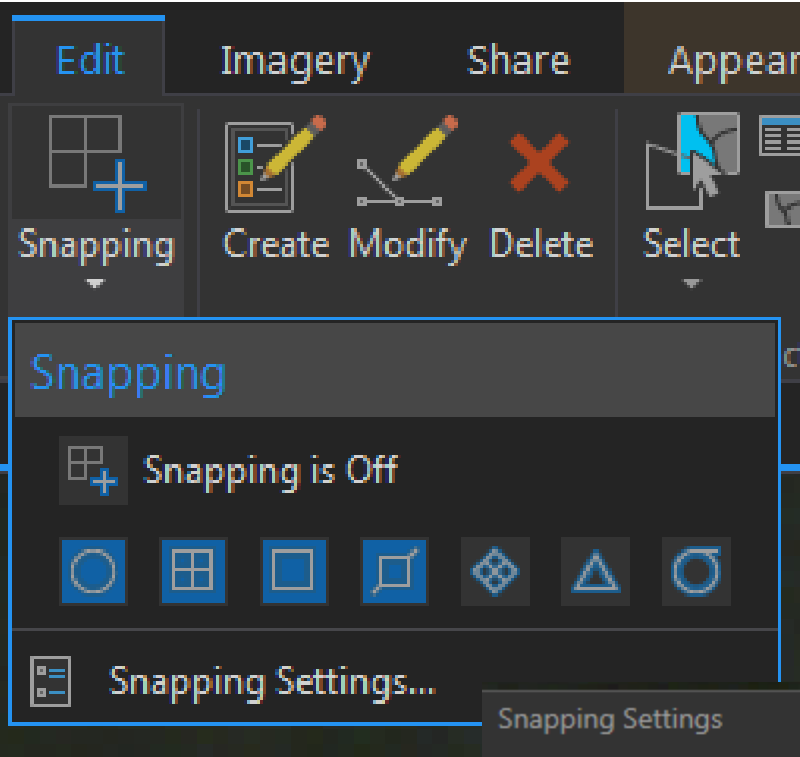 Edit Imagery Share Appear
Snapping Create Modify Delete Select
Snapping
Snapping is Off
Snapping Settings...
Snapping Settings